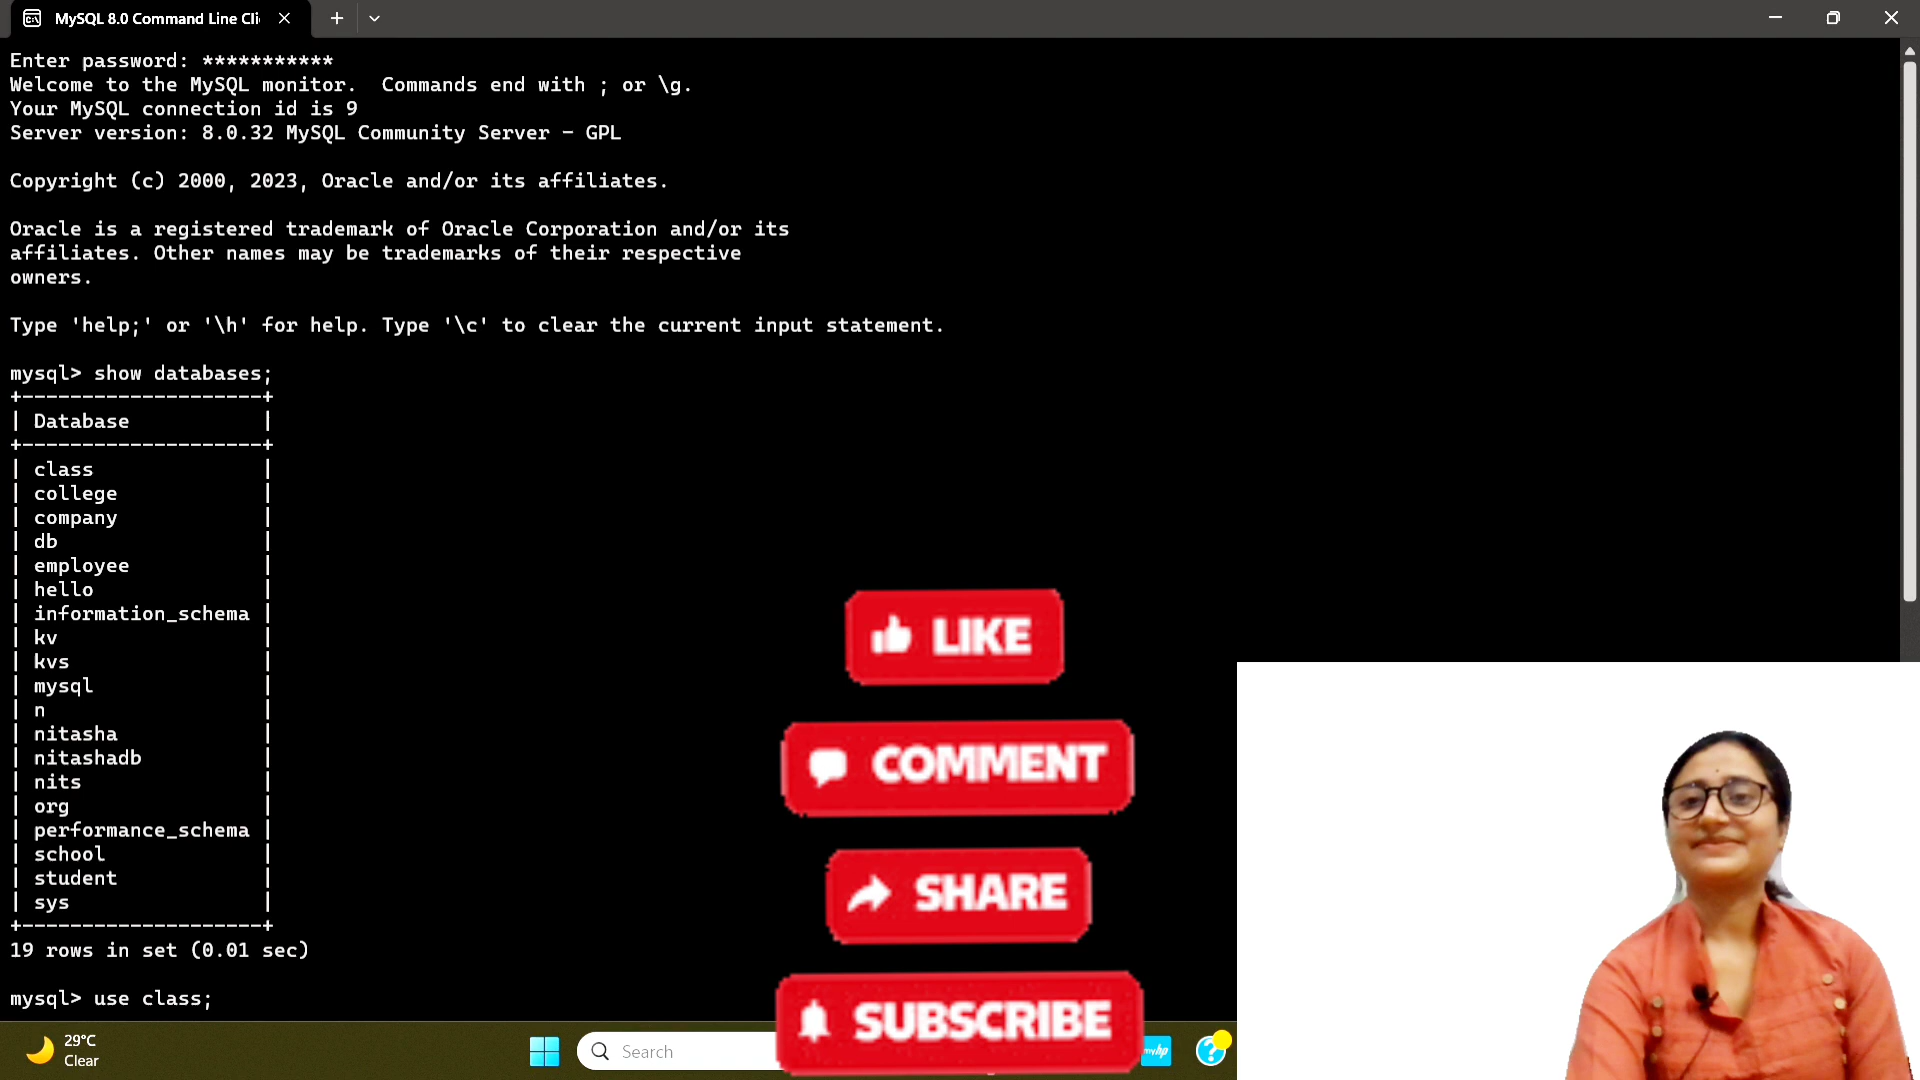 MySQL 8.0 Command Line Cli
Enter password: ***********
Welcome to the MySQL monitor.  Commands end with ; or \g.
Your MySQL connection id is 9
Server version: 8.0.32 MySQL Community Server - GPL
Copyright (c) 2000, 2023, Oracle and/or its affiliates.
Oracle is a registered trademark of Oracle Corporation and/or its
affiliates. Other names may be trademarks of their respective
owners.
Type 'help;' or '\h' for help. Type '\c' to clear the current input statement.
mysql> show databases;
+--------------------+
| Database           |
+--------------------+
| class              |
| college            |
| company            |
| db                 |
| employee           |
| hello              |
| information_schema |
| kv                 |
| kvs                |
| mysql              |
| n                  |
| nitasha            |
| nitashadb          |
| nits               |
| org                |
| performance_schema |
| school             |
| student            |
| sys                |
+--------------------+
19 rows in set (0.01 sec)
mysql> use class;
LIKE
COMMENT
SHARE
SUBSCRIBE
29°C
Clear
Search
myhp